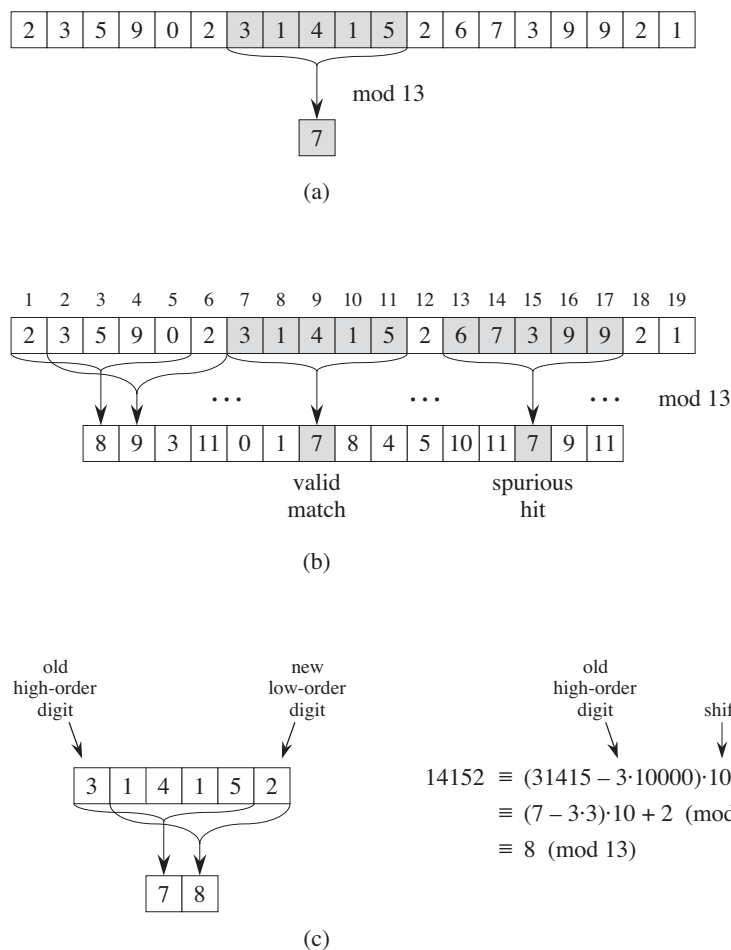 2 3 5 9 0 2 3 1 4 1 5 2 6 7 3 9 9 2 1
mod 13
7
(a)
1 2 3 4 5 6 7 8 9 10 11 12 13 14 15 16 17 18 19
2 3 5 9 0 2 3 1 4 1 5 2 6 7 3 9 9 2 1
… … … mod 13
8 9 3 11 0 1 7 8 4 5 10 11 7 9 11
valid
match
spurious
hit
(b)
old
high-order
digit
new
low-order
digit
3 1 4 1 5 2
7 8
old
high-order
digit
14152 ≡ (31415 – 3·10000)·10
≡ (7 – 3·3)·10 + 2 (mod
≡ 8 (mod 13)
(c)